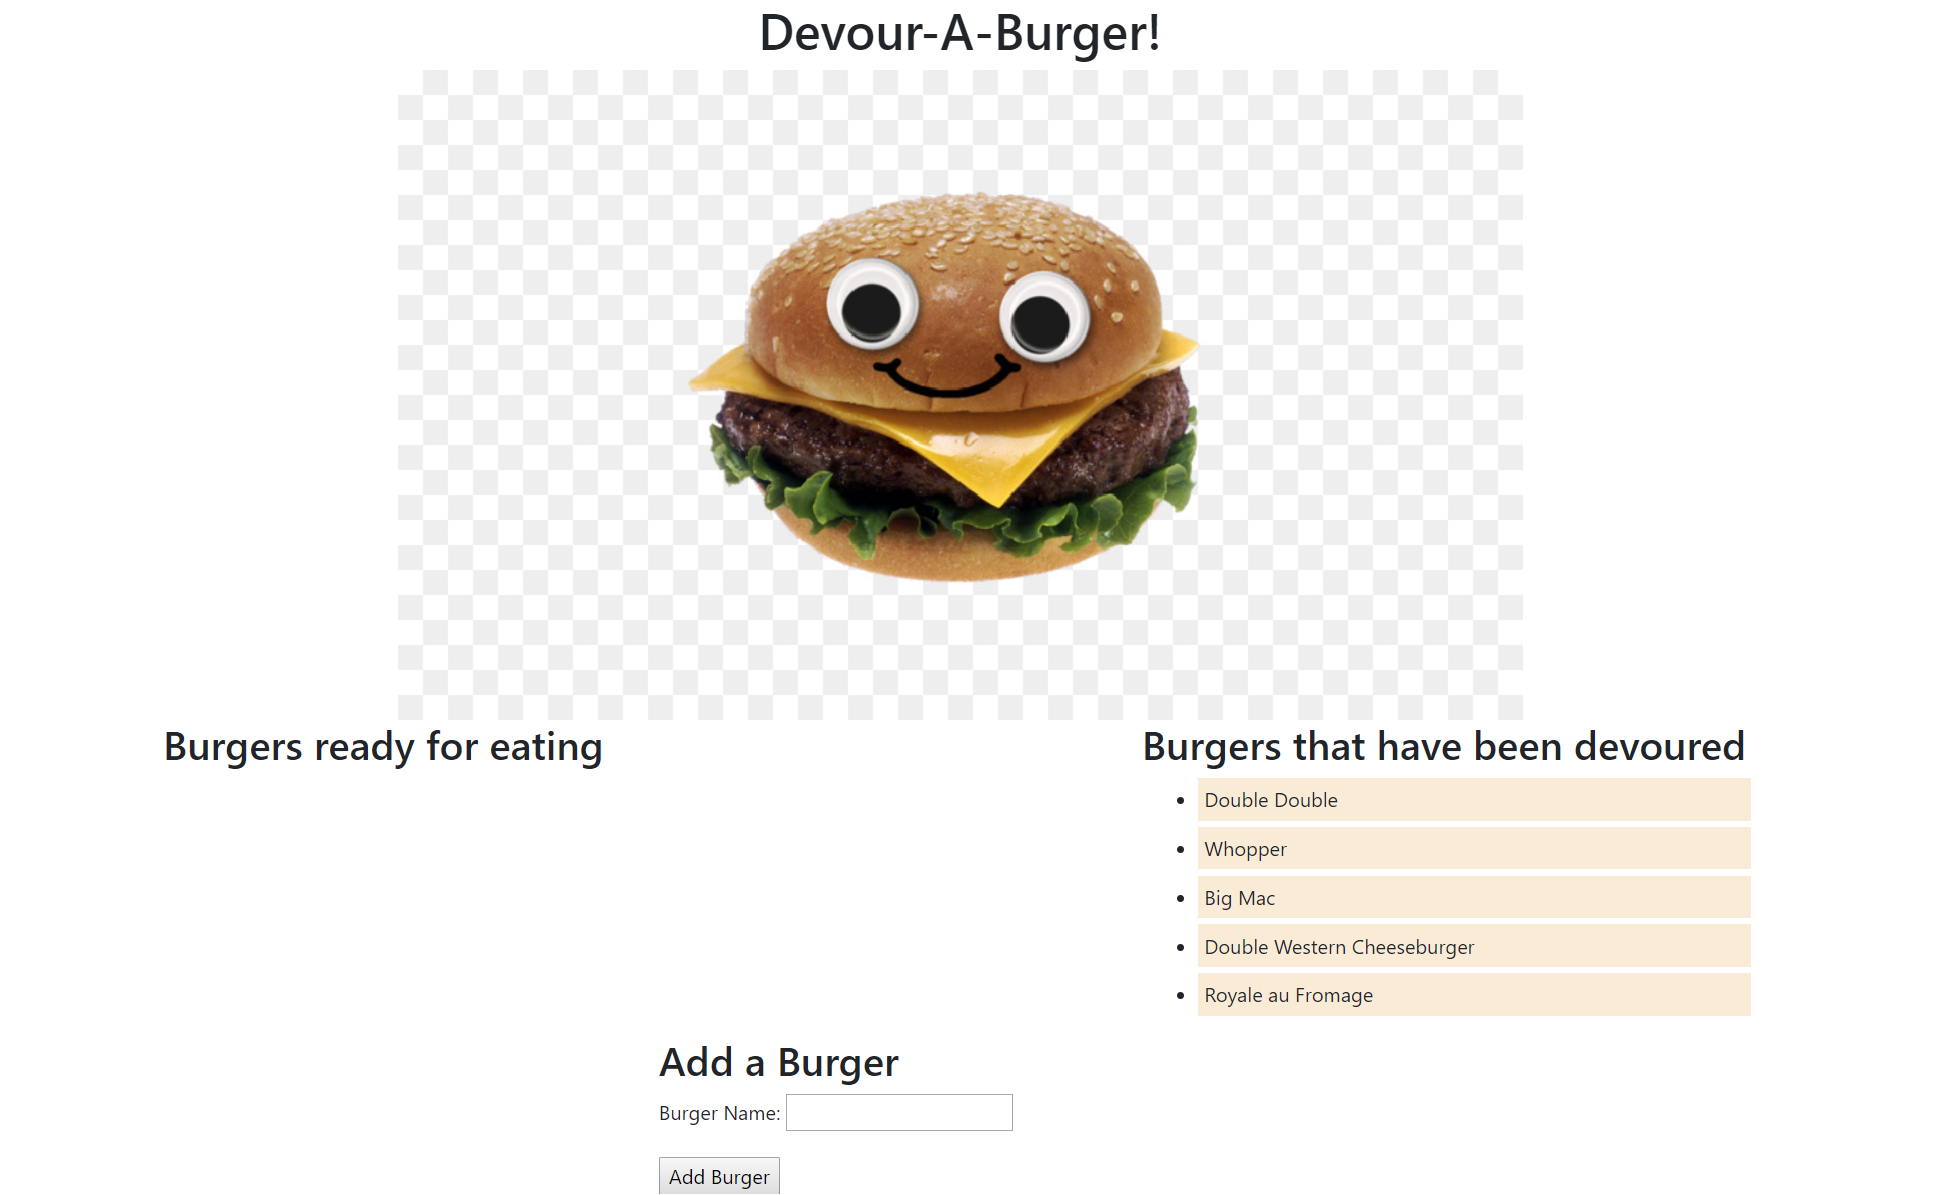 Devour-A-Burger!
Burgers ready for eating
Burgers that have been devoured
Double Double
Whopper
Big Mac
Double Western Cheeseburger
Royale au Fromage
Add a Burger
Burger Name:
Add Burger